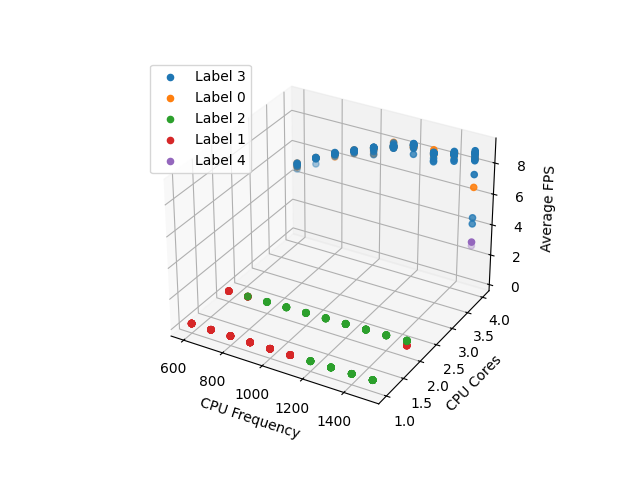 Label 3
Label 0
Label 2
Label 1
Label 4
8
6
4
2
0
Average FPS
4.0
3.5
3.0
2.5
2.0
1.5
1.0
CPU Cores
600
800
1000
1200
1400
CPU Frequency